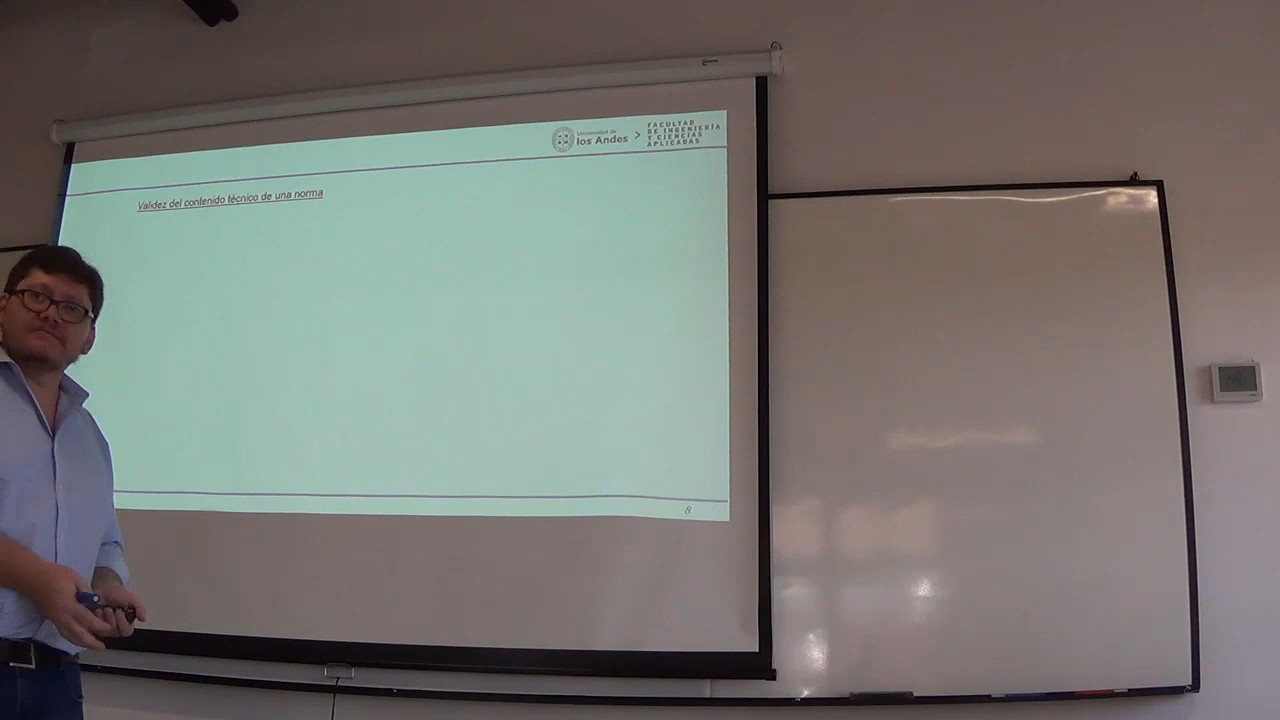 Universidad de
los Andes
FACULTAD
DE INGENIERÍA
Y CIENCIAS
APLICADAS
Validez del contenido técnico de una norma
8